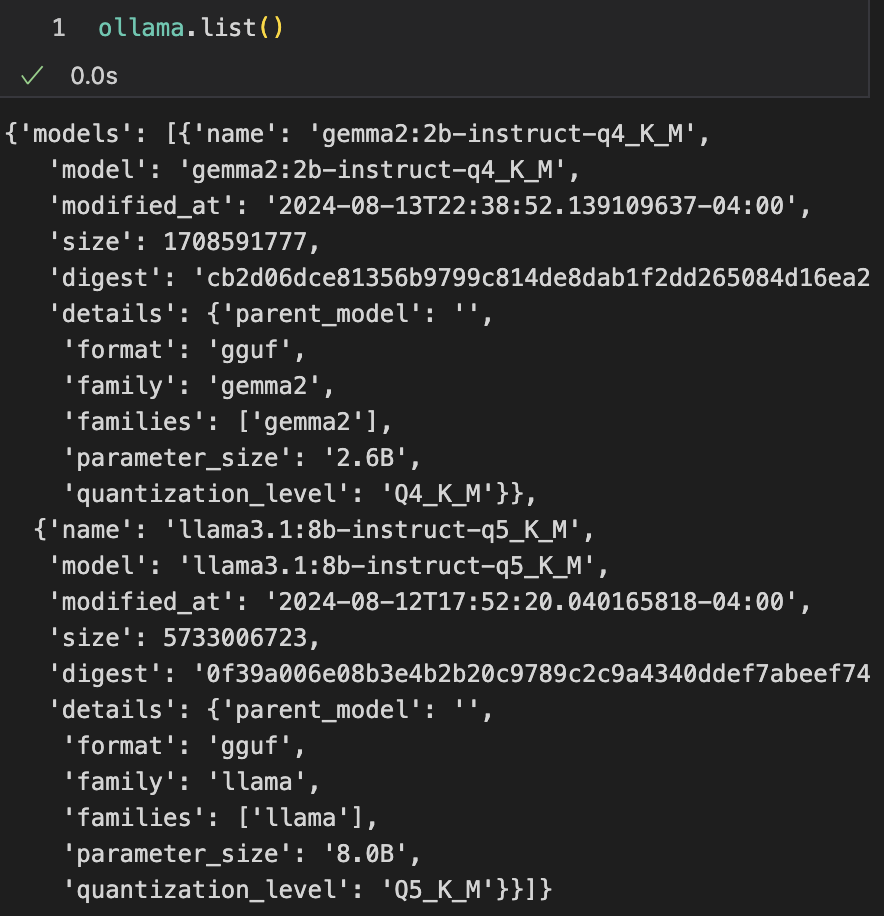 1 ollama.list()
0.0s
{'models': [{'name': 'gemma2:2b-instruct-q4_K_M',
'model': 'gemma2:2b-instruct-q4_K_M',
'modified_at': '2024-08-13T22:38:52.139109637-04:00',
'size': 1708591777,
'digest': 'cb2d06dce81356b9799c814de8dab1f2dd265084d16ea2
'details': {'parent_model': '',
'format': 'gguf',
'family': 'gemma2',
'families': ['gemma2'],
'parameter_size': '2.6B',
'quantization_level': 'Q4_K_M'}},
{'name': 'llama3.1:8b-instruct-q5_K_M',
'model': 'llama3.1:8b-instruct-q5_K_M',
'modified_at': '2024-08-12T17:52:20.040165818-04:00',
'size': 5733006723,
'digest': '0f39a006e08b3e4b2b20c9789c2c9a4340ddef7abeef74
'details': {'parent_model': '',
'format': 'gguf',
'family': 'llama',
'families': ['llama'],
'parameter_size': '8.0B',
'quantization_level': 'Q5_K_M'}}]}